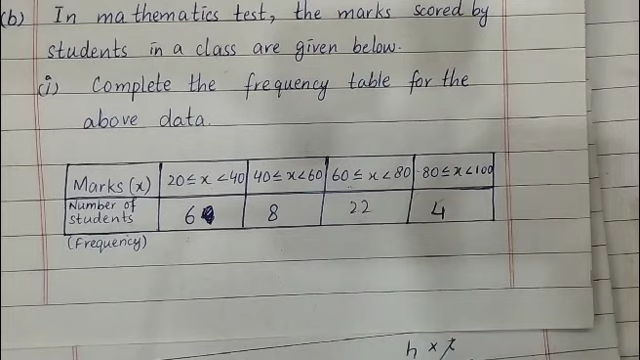 (b) In mathematics test, the marks scored by
students in a class are given below.
(i) Complete the frequency table for the
above data.
Marks (x) 20≤x<40 40≤x<60 60≤x<80 80≤x<100
Number of
students 6 8 22 4
(Frequency)